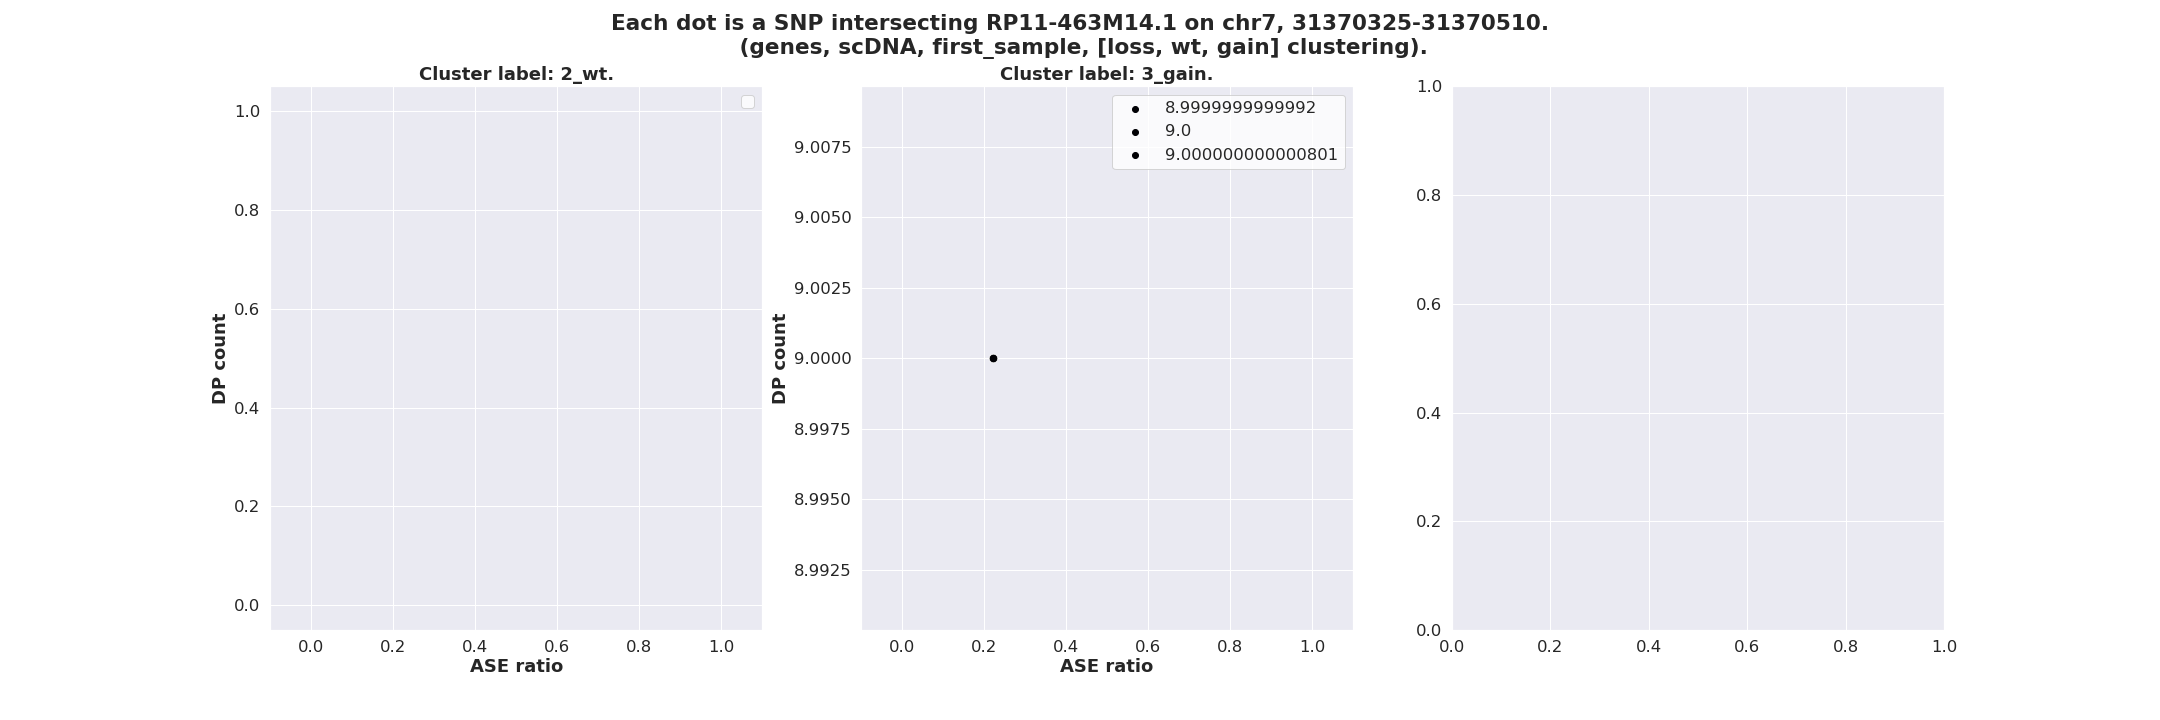 Each dot is a SNP intersecting RP11-463M14.1 on chr7, 31370325-31370510.
(genes, scDNA, first_sample, [loss, wt, gain] clustering).
Cluster label: 2_wt.
DP count
1.0
0.8
0.6
0.4
0.2
0.0
0.0 0.2 0.4 0.6 0.8 1.0
ASE ratio
Cluster label: 3_gain.
8.9999999999992
9.0
9.000000000000801
DP count
9.0075
9.0050
9.0025
9.0000
8.9975
8.9950
8.9925
0.0 0.2 0.4 0.6 0.8 1.0
ASE ratio
1.0
0.8
0.6
0.4
0.2
0.0
0.0 0.2 0.4 0.6 0.8 1.0